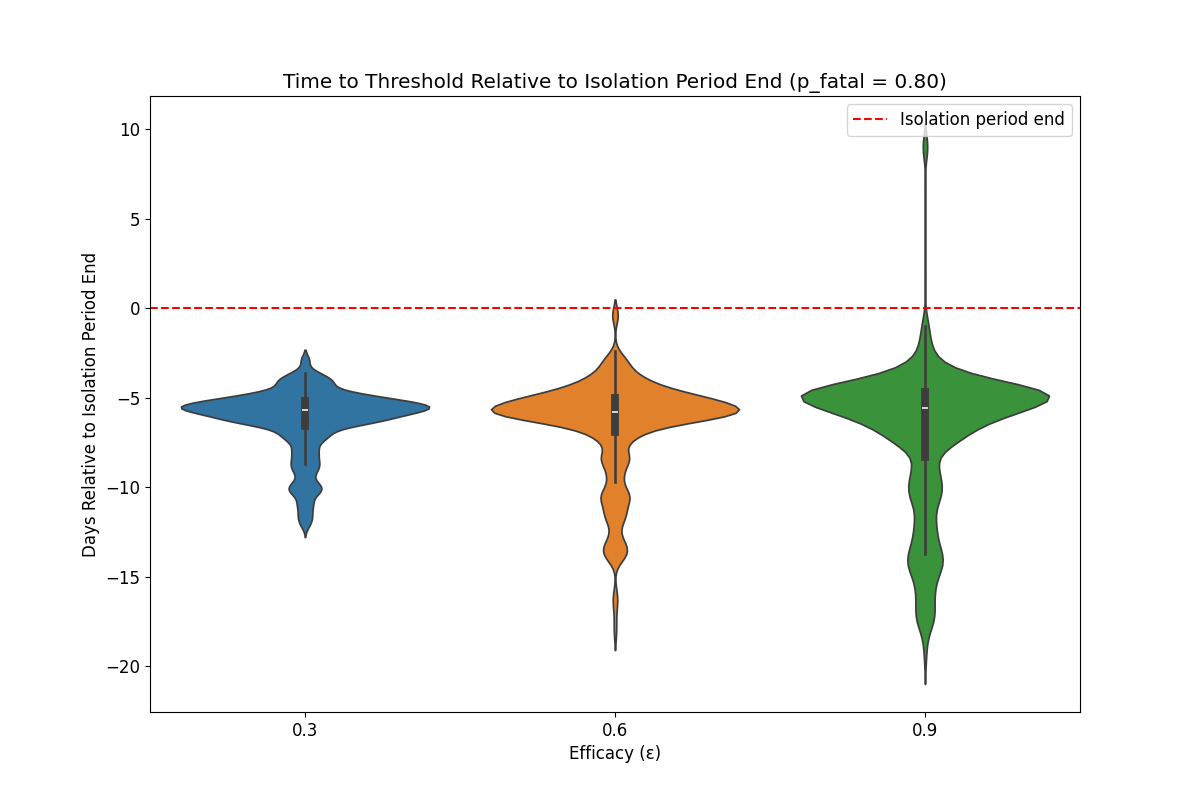 Time to Threshold Relative to Isolation Period End (p_fatal = 0.80)
Isolation period end
Days Relative to Isolation Period End
10
5
0
−5
−10
−15
−20
0.3
0.6
0.9
Efficacy (ε)